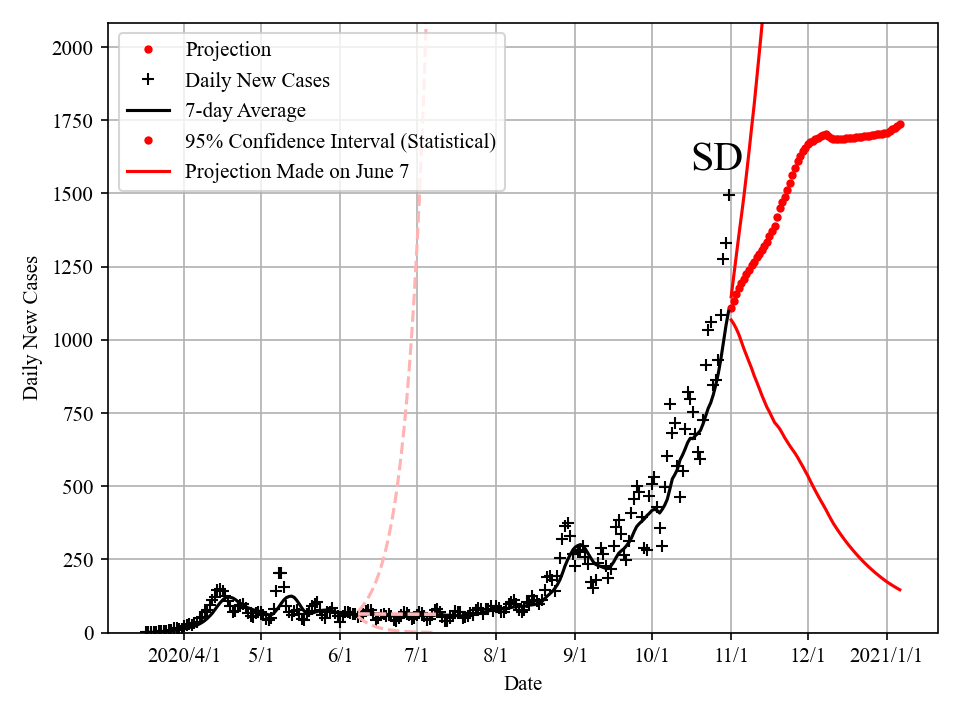 2000
1750
1500
1250
1000
750
500
250
0
Daily New Cases
Projection
Daily New Cases
7-day Average
95% Confidence Interval (Statistical)
Projection Made on June 7
SD
2020/4/1 5/1 6/1 7/1 8/1 9/1 10/1 11/1 12/1 2021/1/1
Date